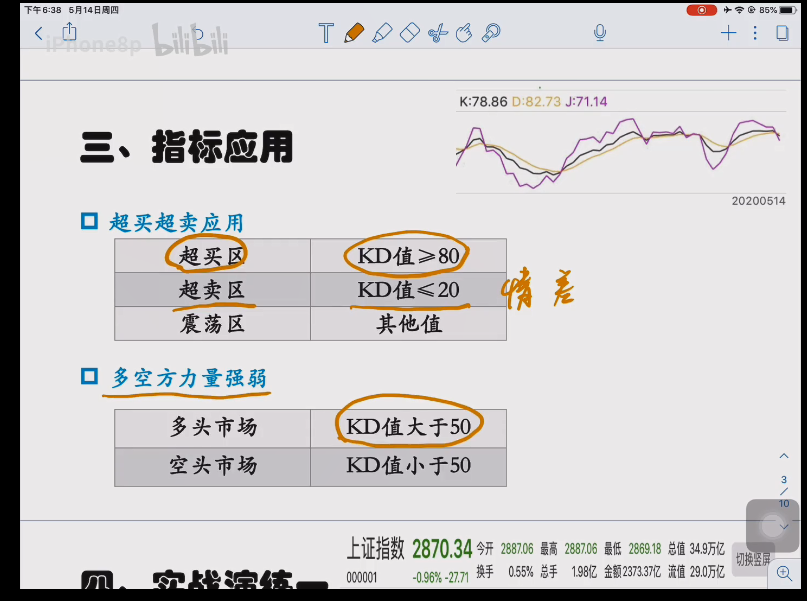 下午6:38 5月14日周四
85%
iPhone8p bilibili
K:78.86 D:82.73 J:71.14
三、指标应用
20200514
超买超卖应用
超买区 KD值≥80
超卖区 KD值≤20
震荡区 其他值
多空方力量强弱
多头市场 KD值大于50
空头市场 KD值小于50
3
/
10
上证指数 2870.34 今开 2887.06 最高 2887.06 最低 2869.18 总值 34.9万亿
000001 -0.96% -27.71 换手 0.55% 总手 1.98亿 金额 2373.37亿 流值 29.0万亿
切换竖屏
四、实战演练一